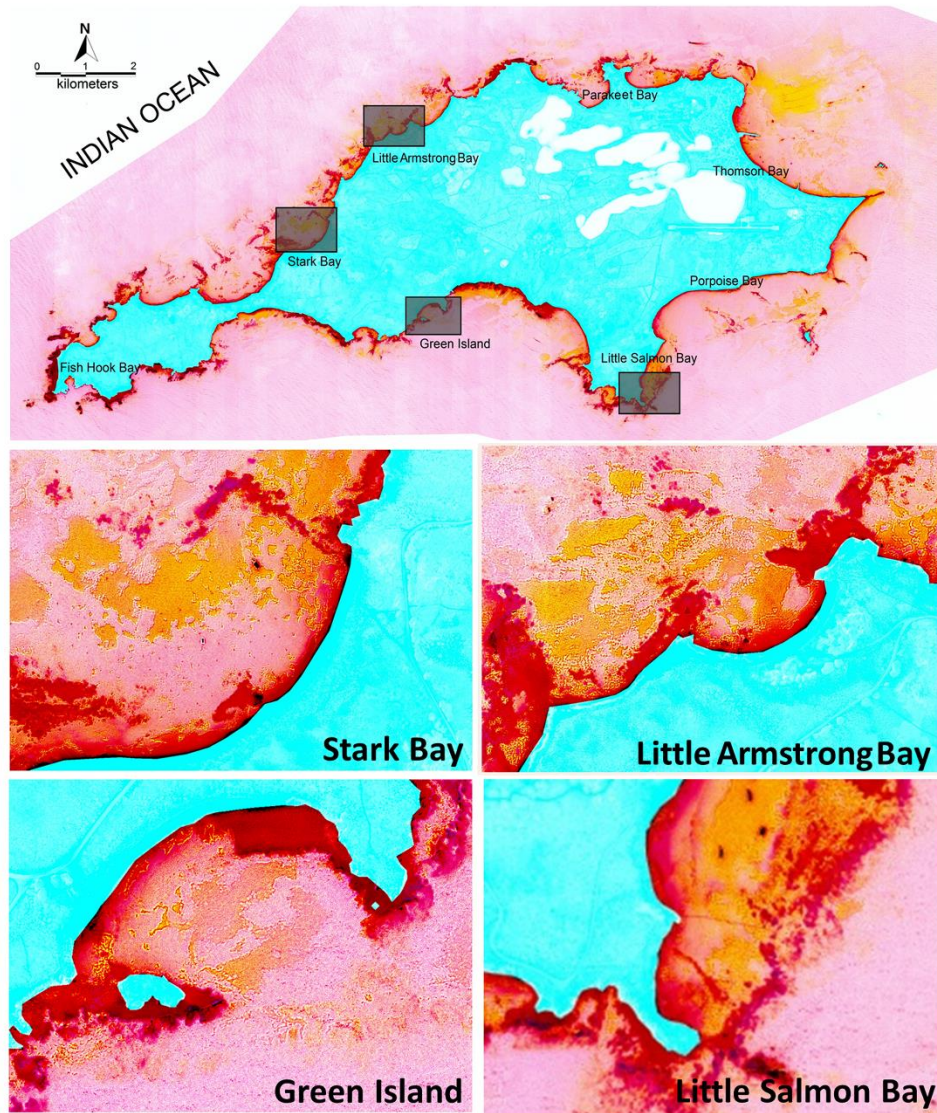 N
0 1 2
kilometers
INDIAN OCEAN
Parakeet Bay
Little Armstrong Bay
Thomson Bay
Stark Bay
Porpoise Bay
Green Island
Little Salmon Bay
Fish Hook Bay
Stark Bay
Little Armstrong Bay
Green Island
Little Salmon Bay